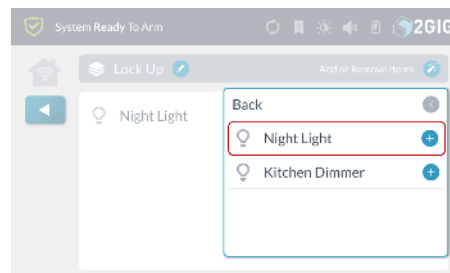 System Ready To Arm
2GIG
Lock Up
Add or Remove Items
Night Light
Back
Night Light
Kitchen Dimmer